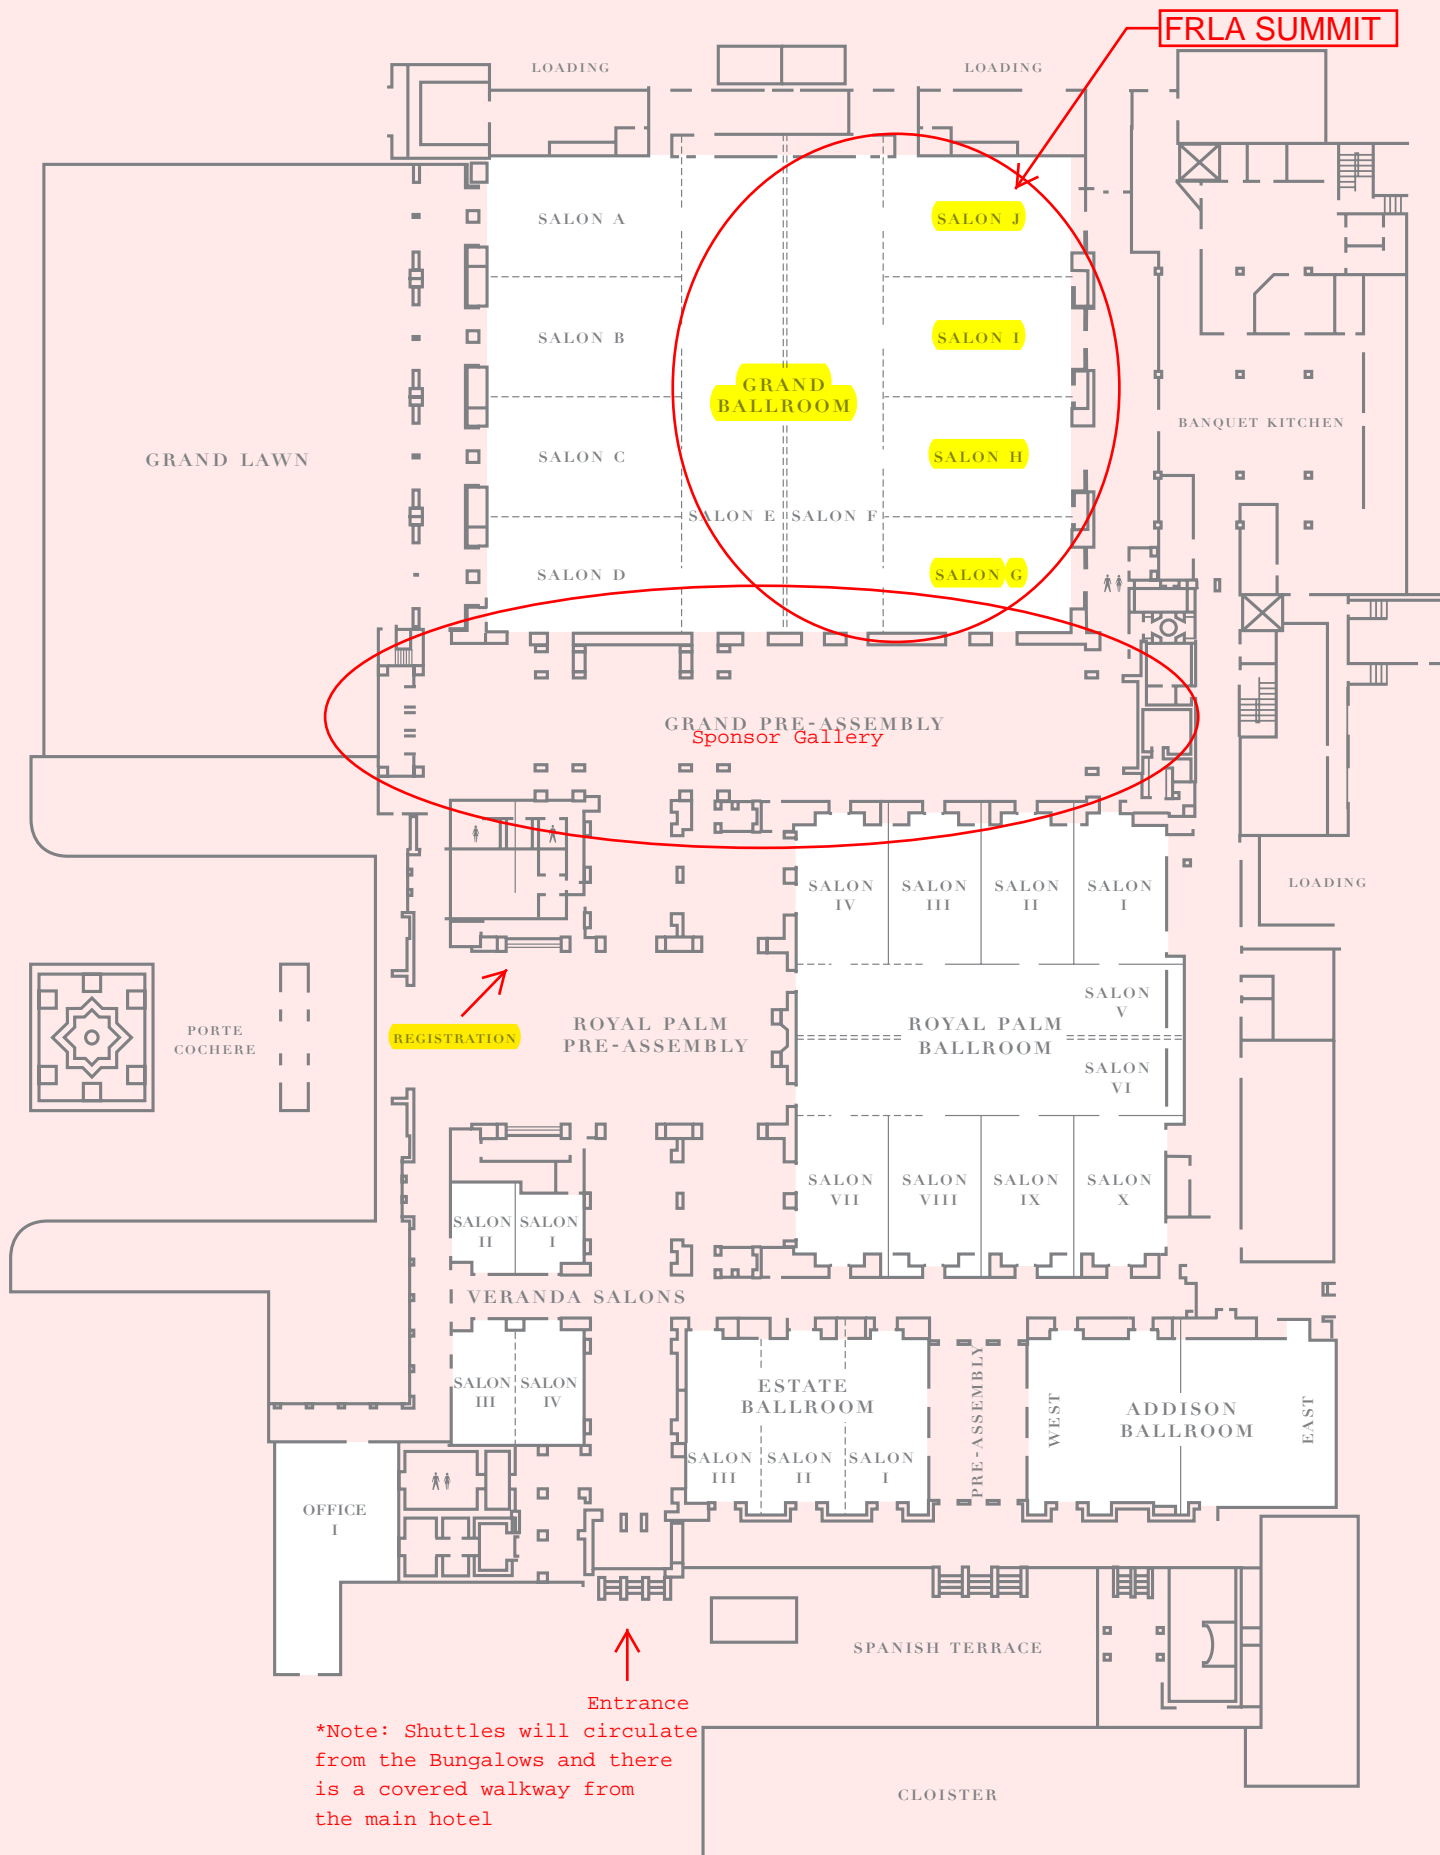 FRLA SUMMIT
LOADING
LOADING
SALON A
SALON J
SALON B
SALON I
GRAND
BALLROOM
BANQUET KITCHEN
GRAND LAWN
SALON C
SALON H
SALON E
SALON F
SALON D
SALON G
GRAND PRE-ASSEMBLY
Sponsor Gallery
LOADING
SALON
IV
SALON
III
SALON
II
SALON
I
SALON
V
PORTE
COCHERE
REGISTRATION
ROYAL PALM
PRE-ASSEMBLY
ROYAL PALM
BALLROOM
SALON
VI
SALON
VII
SALON
VIII
SALON
IX
SALON
X
SALON
II
SALON
I
VERANDA SALONS
SALON
III
SALON
IV
ESTATE
BALLROOM
PRE-ASSEMBLY
WEST
ADDISON
BALLROOM
EAST
SALON
III
SALON
II
SALON
I
OFFICE
I
SPANISH TERRACE
Entrance
*Note: Shuttles will circulate
from the Bungalows and there
is a covered walkway from
the main hotel
CLOISTER